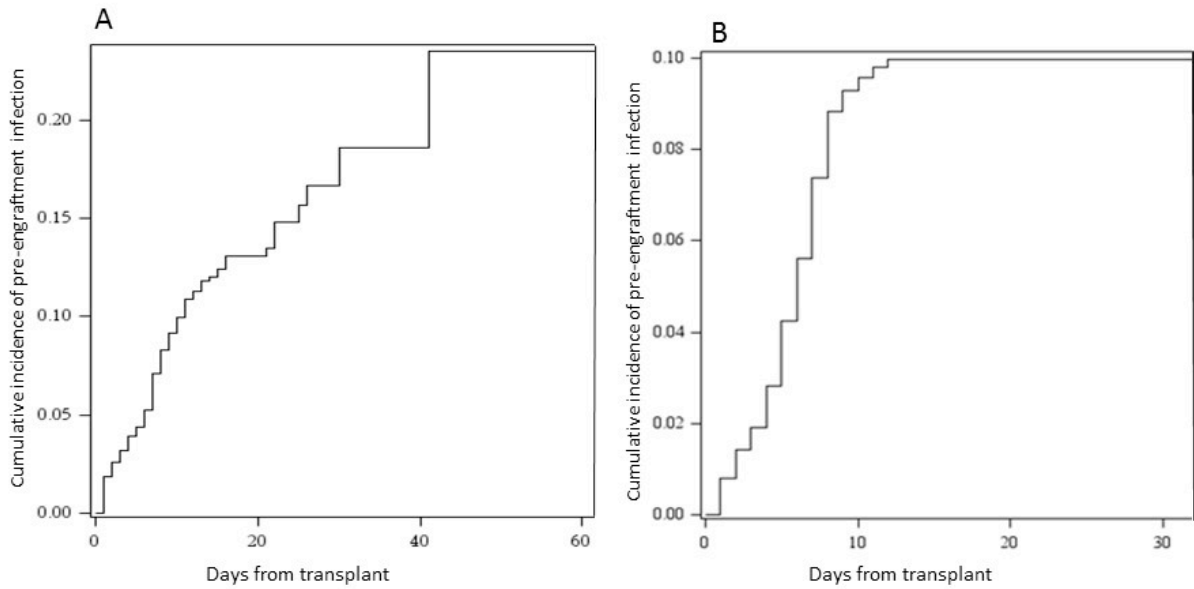 A
Cumulative incidence of pre-engraftment infection
0.20
0.15
0.10
0.05
0.00
0 20 40 60
Days from transplant
B
Cumulative incidence of pre-engraftment infection
0.10
0.08
0.06
0.04
0.02
0.00
0 10 20 30
Days from transplant